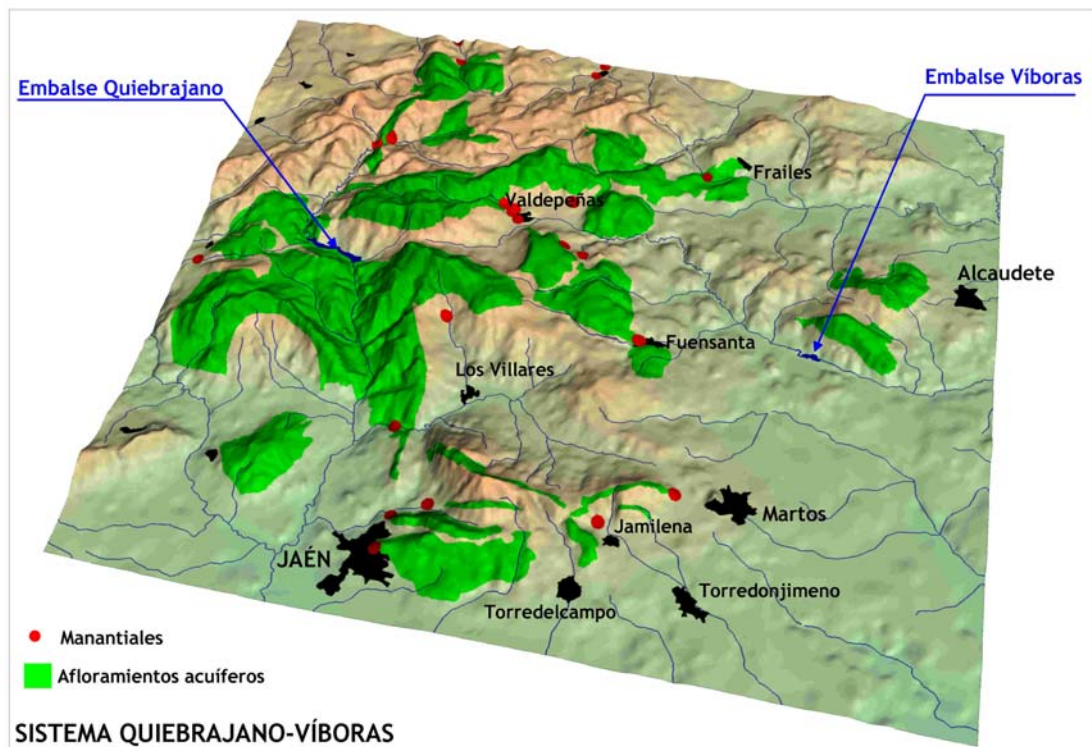 Embalse Quiebrajano
Embalse Víboras
Frailes
Valdepeñas
Alcaudete
Fuensanta
Los Villares
Martos
Jamilena
JAÉN
Torredelcampo
Torredonjimeno
Manantiales
Afloramientos acuíferos
SISTEMA QUIEBRAJANO-VÍBORAS